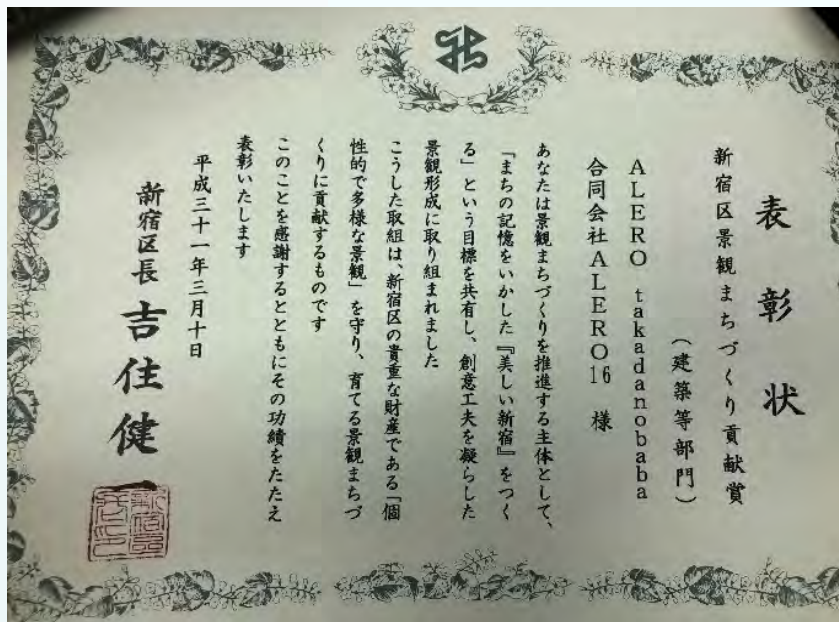 表彰状
新宿区景観まちづくり貢献賞
（建築等部門）
ALERO takadanobaba
合同会社ALERO16 様
あなたは景観まちづくりを推進する主体として、
「まちの記憶をいかした『美しい新宿』をつく
る」という目標を共有し、創意工夫を凝らした
景観形成に取り組まれました
こうした取組は、新宿区の貴重な財産である「個
性的で多様な景観」を守り、育てる景観まちづ
くりに貢献するものです
このことを感謝するとともにその功績をたたえ
表彰いたします
平成三十一年三月十日
新宿区長 吉住健一
新宿区長之印